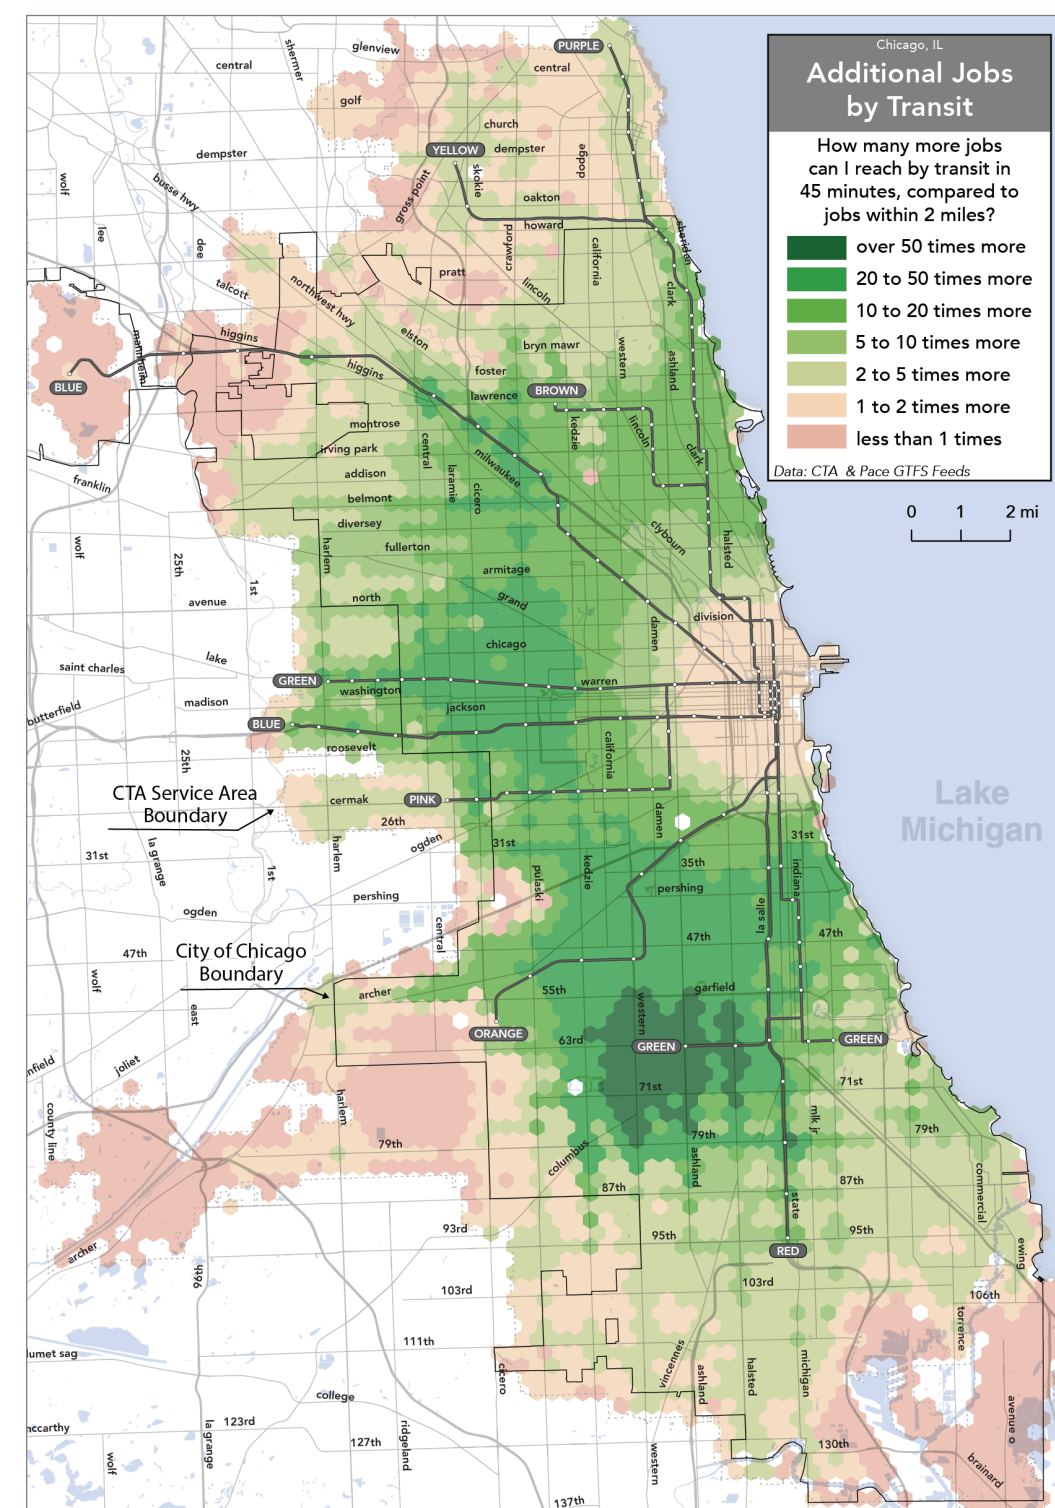 Chicago, IL
Additional Jobs
by Transit
How many more jobs
can I reach by transit in
45 minutes, compared to
jobs within 2 miles?
over 50 times more
20 to 50 times more
10 to 20 times more
5 to 10 times more
2 to 5 times more
1 to 2 times more
less than 1 times
Data: CTA & Pace GTFS Feeds
0 1 2 mi
PURPLE
glenview
shermer
central
central
golf
church
YELLOW
dempster
dempster
skokie
dodge
wolf
busse hwy
gross point
oakton
howard
lee
dee
crawford
california
sheridan
pratt
talcott
northwest hwy
lincoln
clark
mannheim
higgins
elston
bryn mawr
western
ashland
higgins
foster
BLUE
lawrence
BROWN
montrose
kedzie
lincoln
irving park
central
clark
milwaukee
addison
laramie
cicero
franklin
belmont
diversey
clybourn
halsted
wolf
harlem
fullerton
25th
armitage
1st
avenue
north
grand
division
damen
chicago
lake
saint charles
GREEN
washington
warren
madison
butterfield
jackson
BLUE
roosevelt
california
25th
CTA Service Area
Boundary
cermak
PINK
26th
damen
Lake
Michigan
la grange
harlem
ogden
31st
31st
31st
35th
1st
pulaski
kedzie
indiana
pershing
pershing
ogden
la salle
central
47th
47th
47th
City of Chicago
Boundary
wolf
archer
55th
garfield
east
western
ORANGE
63rd
GREEN
GREEN
nfield
joliet
71st
71st
county line
harlem
mlk jr
79th
79th
79th
columbus
ashland
87th
87th
commercial
state
93rd
95th
95th
archer
RED
ewing
96th
103rd
103rd
106th
torrence
111th
lumet sag
vincennes
cicero
ashland
halsted
michigan
college
avenue o
123rd
nccarthy
la grange
127th
ridgeland
130th
wolf
western
brainard
137th